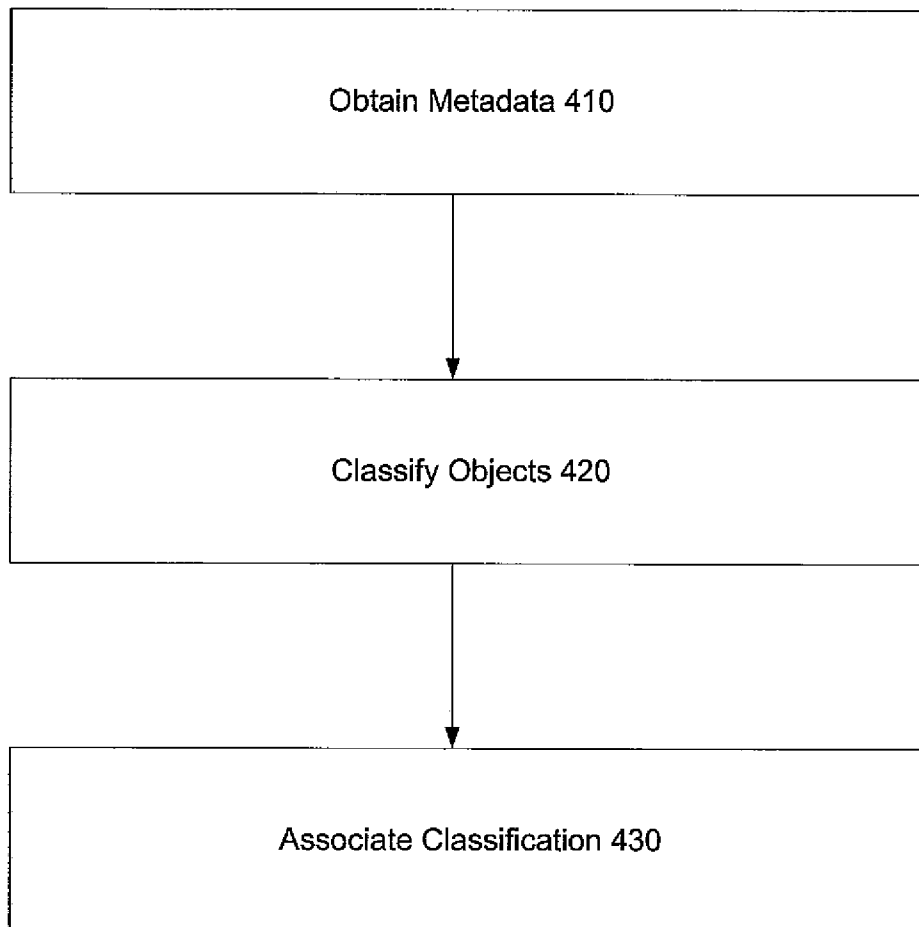 Obtain Metadata 410
Classify Objects 420
Associate Classification 430